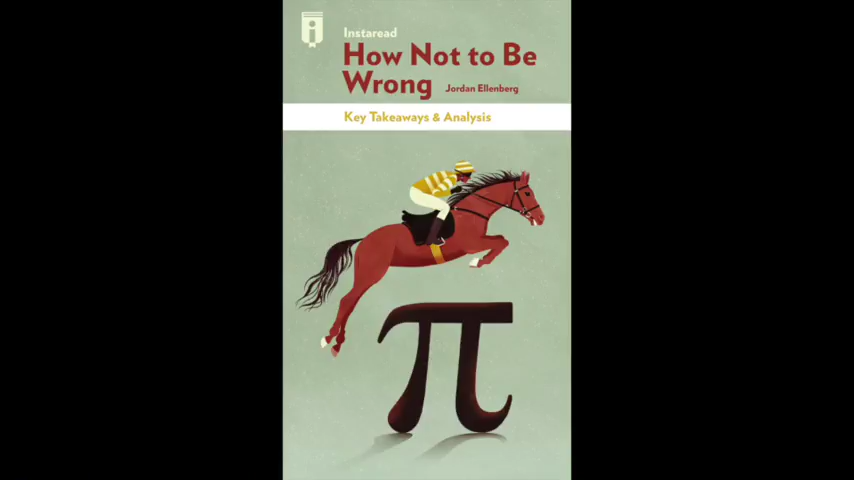 Instaread
How Not to Be
Wrong Jordan Ellenberg
Key Takeaways & Analysis
π